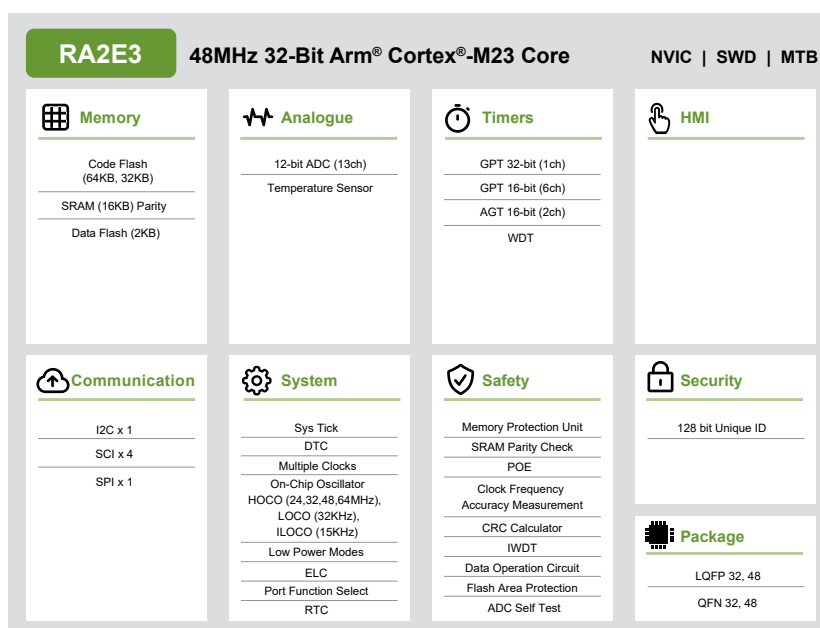 RA2E3
48MHz 32-Bit Arm® Cortex®-M23 Core
NVIC | SWD | MTB
Memory
Code Flash
(64KB, 32KB)
SRAM (16KB) Parity
Data Flash (2KB)
Analogue
12-bit ADC (13ch)
Temperature Sensor
Timers
GPT 32-bit (1ch)
GPT 16-bit (6ch)
AGT 16-bit (2ch)
WDT
HMI
Communication
I2C x 1
SCI x 4
SPI x 1
System
Sys Tick
DTC
Multiple Clocks
On-Chip Oscillator
HOCO (24,32,48,64MHz),
LOCO (32KHz),
ILOCO (15KHz)
Low Power Modes
ELC
Port Function Select
RTC
Safety
Memory Protection Unit
SRAM Parity Check
POE
Clock Frequency
Accuracy Measurement
CRC Calculator
IWDT
Data Operation Circuit
Flash Area Protection
ADC Self Test
Security
128 bit Unique ID
Package
LQFP 32, 48
QFN 32, 48